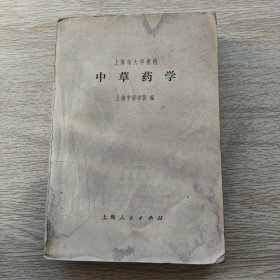 上海市大学教材
中草药学
上海中医学院 编
上海人民出版社